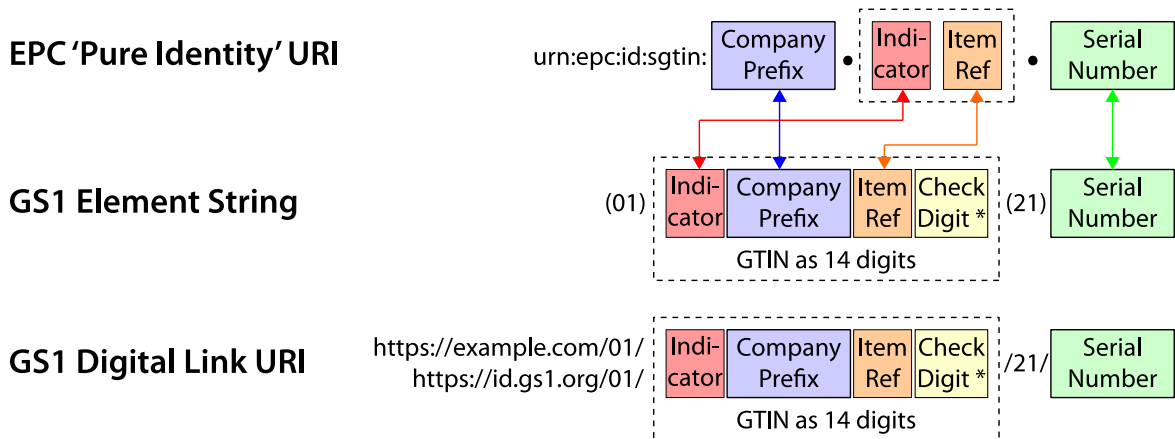 EPC ‘Pure Identity’ URI
urn:epc:id:sgtin:
Company
Prefix
•
Indi-
cator
Item
Ref
•
Serial
Number
GS1 Element String
(01)
Indi-
cator
Company
Prefix
Item
Ref
Check
Digit *
(21)
Serial
Number
GTIN as 14 digits
GS1 Digital Link URI
https://example.com/01/
https://id.gs1.org/01/
Indi-
cator
Company
Prefix
Item
Ref
Check
Digit *
/21/
Serial
Number
GTIN as 14 digits